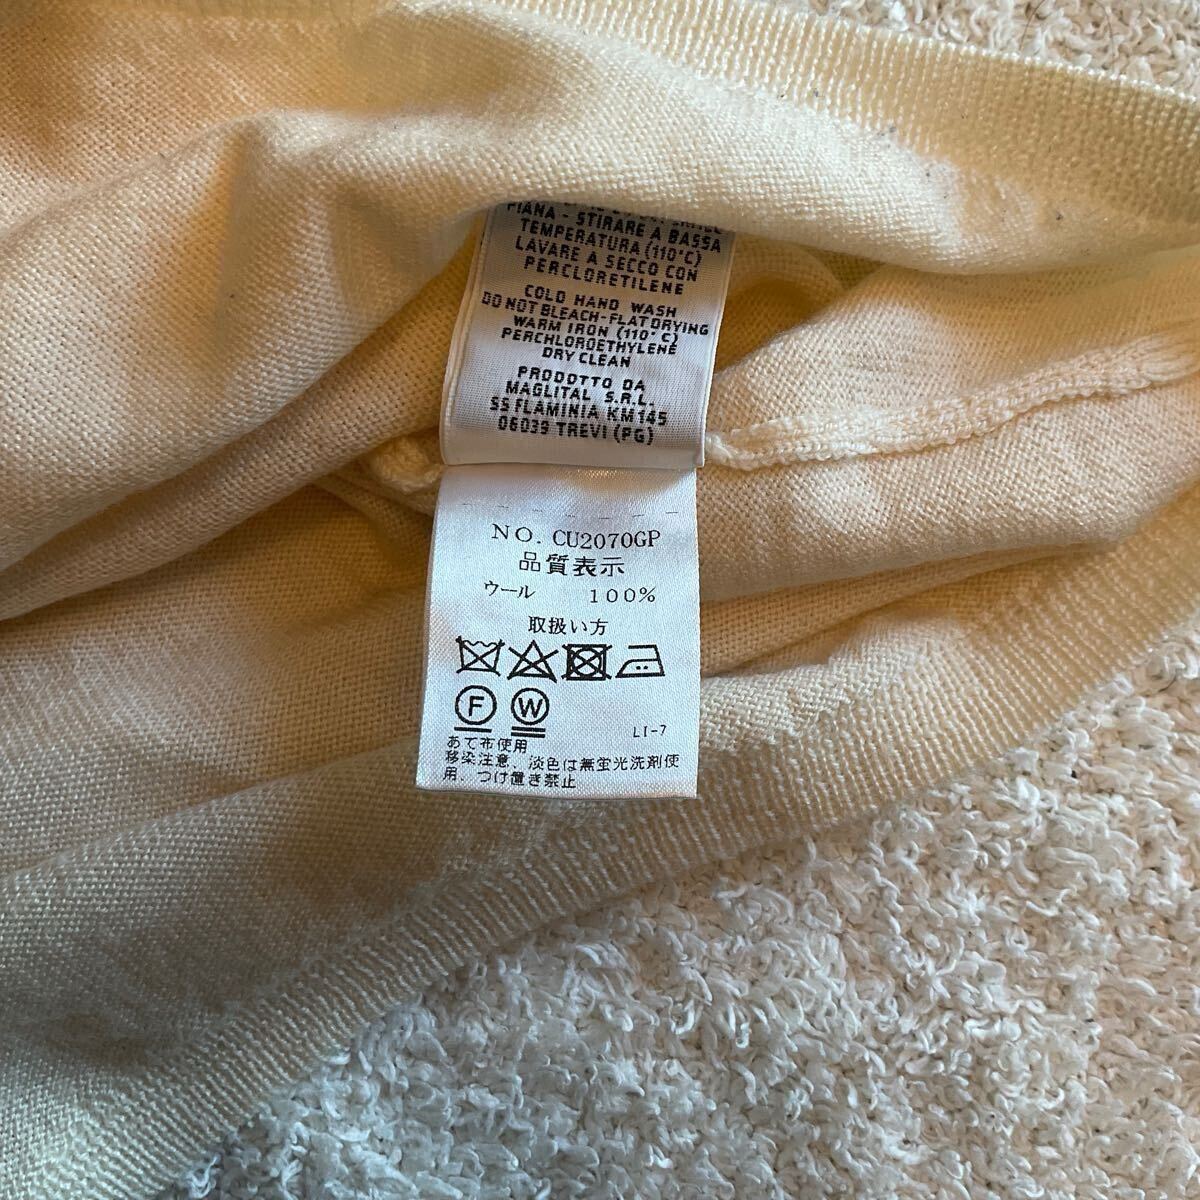 PIANA - STIRARE A BASSA
TEMPERATURA (110°C)
LAVARE A SECCO CON
PERCLORETILENE
COLD HAND WASH
DO NOT BLEACH-FLAT DRYING
WARM IRON (110°C)
PERCHLOROETHYLENE
DRY CLEAN
PRODOTTO DA
MAGLITAL S.R.L.
SS FLAMINIA KM 145
06039 TREVI (PG)
NO. CU2070GP
品質表示
ウール 100%
取扱い方
F W
LI-7
あて布使用
移染注意．淡色は無蛍光洗剤使
用．つけ置き禁止